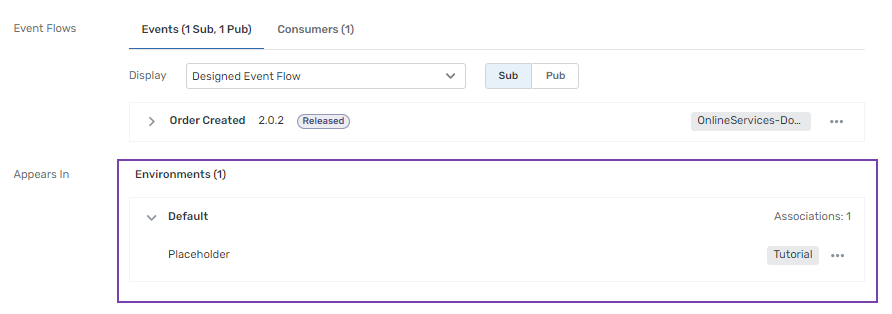 Event Flows
Events (1 Sub, 1 Pub) Consumers (1)
Display Designed Event Flow Sub Pub
Order Created 2.0.2 Released OnlineServices-Do...
Appears In
Environments (1)
Default Associations: 1
Placeholder Tutorial